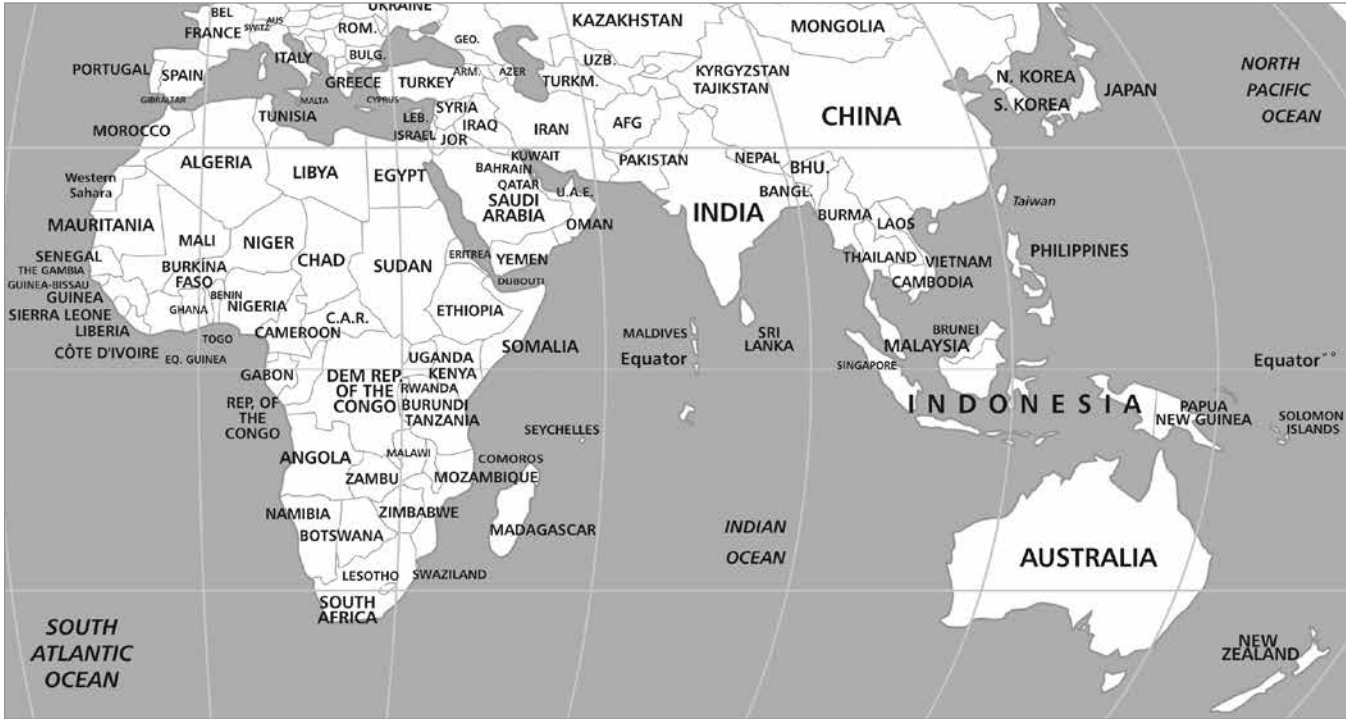 UKRAINE
KAZAKHSTAN
MONGOLIA
BEL
FRANCE
SWITZ
AUS
ROM.
ITALY
BULG.
GEO.
UZB.
NORTH
PACIFIC
OCEAN
PORTUGAL
SPAIN
GREECE
TURKEY
ARM.
AZER
TURKM.
KYRGYZSTAN
TAJIKSTAN
N. KOREA
S. KOREA
JAPAN
GIBRALTAR
MALTA
CYPRUS
MOROCCO
TUNISIA
SYRIA
LEB.
ISRAEL
IRAQ
JOR
IRAN
AFG
CHINA
ALGERIA
LIBYA
EGYPT
KUWAIT
BAHRAIN
QATAR
SAUDI
ARABIA
U.A.E.
OMAN
PAKISTAN
NEPAL
BHU.
BANGL.
INDIA
BURMA
LAOS
Taiwan
Western
Sahara
MAURITANIA
MALI
NIGER
CHAD
SUDAN
ERITREA
YEMEN
DUBOUTI
THAILAND
VIETNAM
CAMBODIA
PHILIPPINES
SENEGAL
THE GAMBIA
GUINEA-BISSAU
GUINEA
SIERRA LEONE
LIBERIA
CÔTE D'IVOIRE
BURKINA
FASO
BENIN
GHANA
NIGERIA
TOGO
EQ. GUINEA
CAMEROON
C.A.R.
ETHIOPIA
SOMALIA
MALDIVES
SRI
LANKA
Equator
BRUNEI
MALAYSIA
SINGAPORE
Equator°°
GABON
REP. OF
THE
CONGO
DEM REP.
OF THE
CONGO
UGANDA
KENYA
RWANDA
BURUNDI
TANZANIA
INDONESIA
PAPUA
NEW GUINEA
SOLOMON
ISLANDS
SEYCHELLES
ANGOLA
MALAWI
COMOROS
ZAMBU
MOZAMBIQUE
NAMIBIA
ZIMBABWE
BOTSWANA
MADAGASCAR
INDIAN
OCEAN
AUSTRALIA
LESOTHO
SWAZILAND
SOUTH
AFRICA
SOUTH
ATLANTIC
OCEAN
NEW
ZEALAND